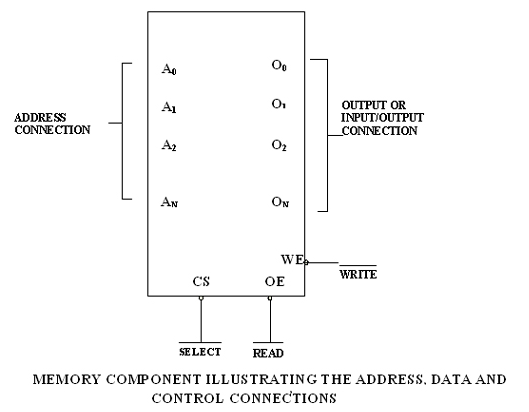 A0
O0
A1
O1
A2
O2
AN
ON
ADDRESS
CONNECTION
OUTPUT OR
INPUT/OUTPUT
CONNECTION
WE
WRITE
CS
OE
SELECT
READ
MEMORY COMPONENT ILLUSTRATING THE ADDRESS, DATA AND
CONTROL CONNECTIONS